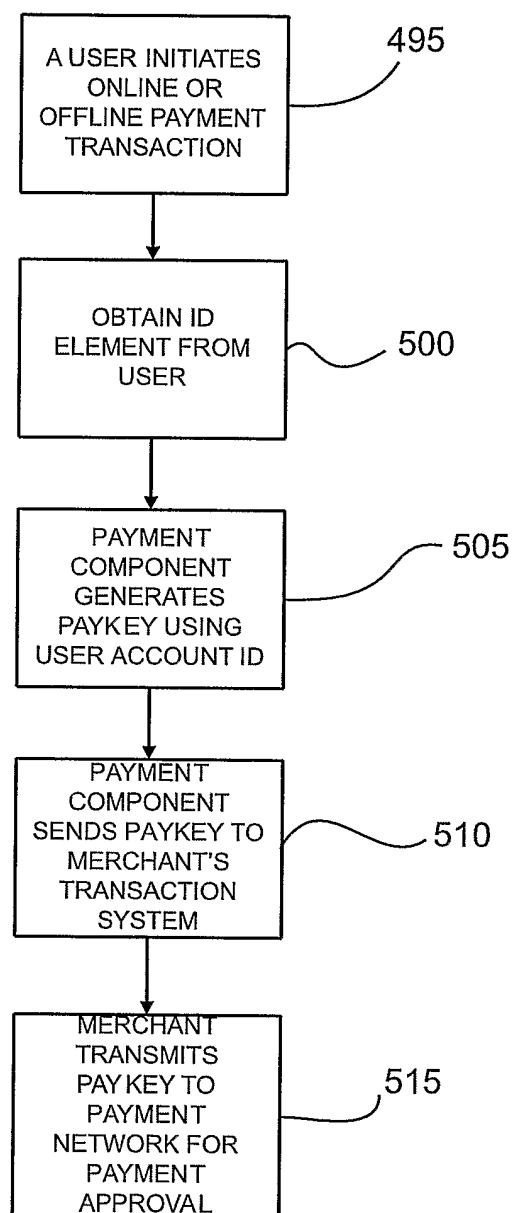 A USER INITIATES
ONLINE OR
OFFLINE PAYMENT
TRANSACTION
495
OBTAIN ID
ELEMENT FROM
USER
500
PAYMENT
COMPONENT
GENERATES
PAYKEY USING
USER ACCOUNT ID
505
PAYMENT
COMPONENT
SENDS PAYKEY TO
MERCHANT'S
TRANSACTION
SYSTEM
510
MERCHANT
TRANSMITS
PAYKEY TO
PAYMENT
NETWORK FOR
PAYMENT
APPROVAL
515